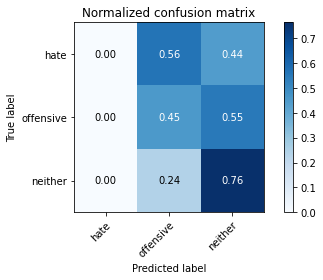 Normalized confusion matrix
True label
hate 0.00 0.56 0.44
offensive 0.00 0.45 0.55
neither 0.00 0.24 0.76
hate offensive neither
Predicted label
0.7
0.6
0.5
0.4
0.3
0.2
0.1
0.0